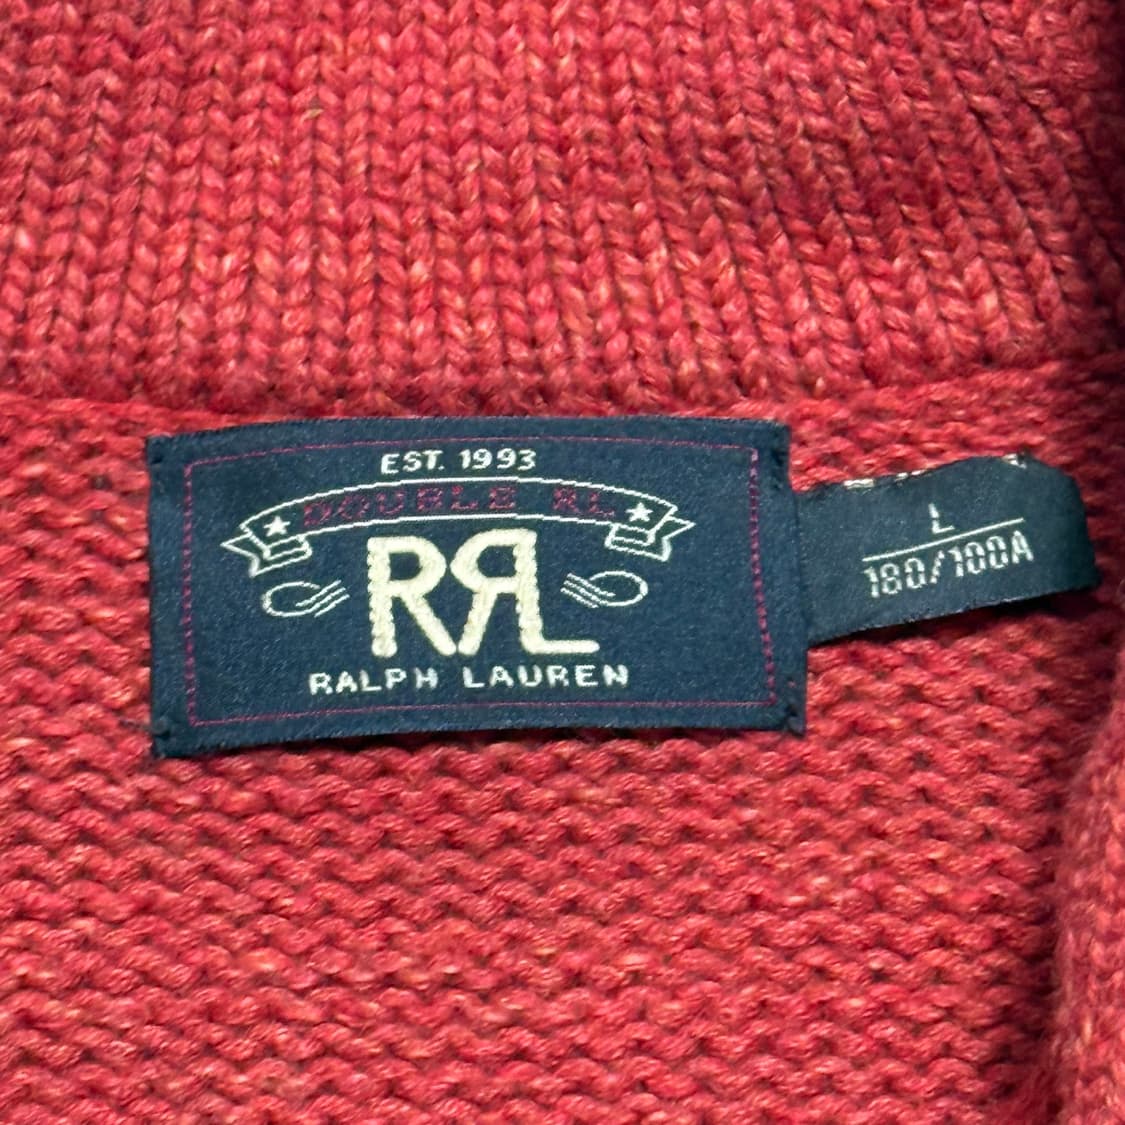 EST. 1993
DOUBLE RL
RRL
RALPH LAUREN
L
180/100A